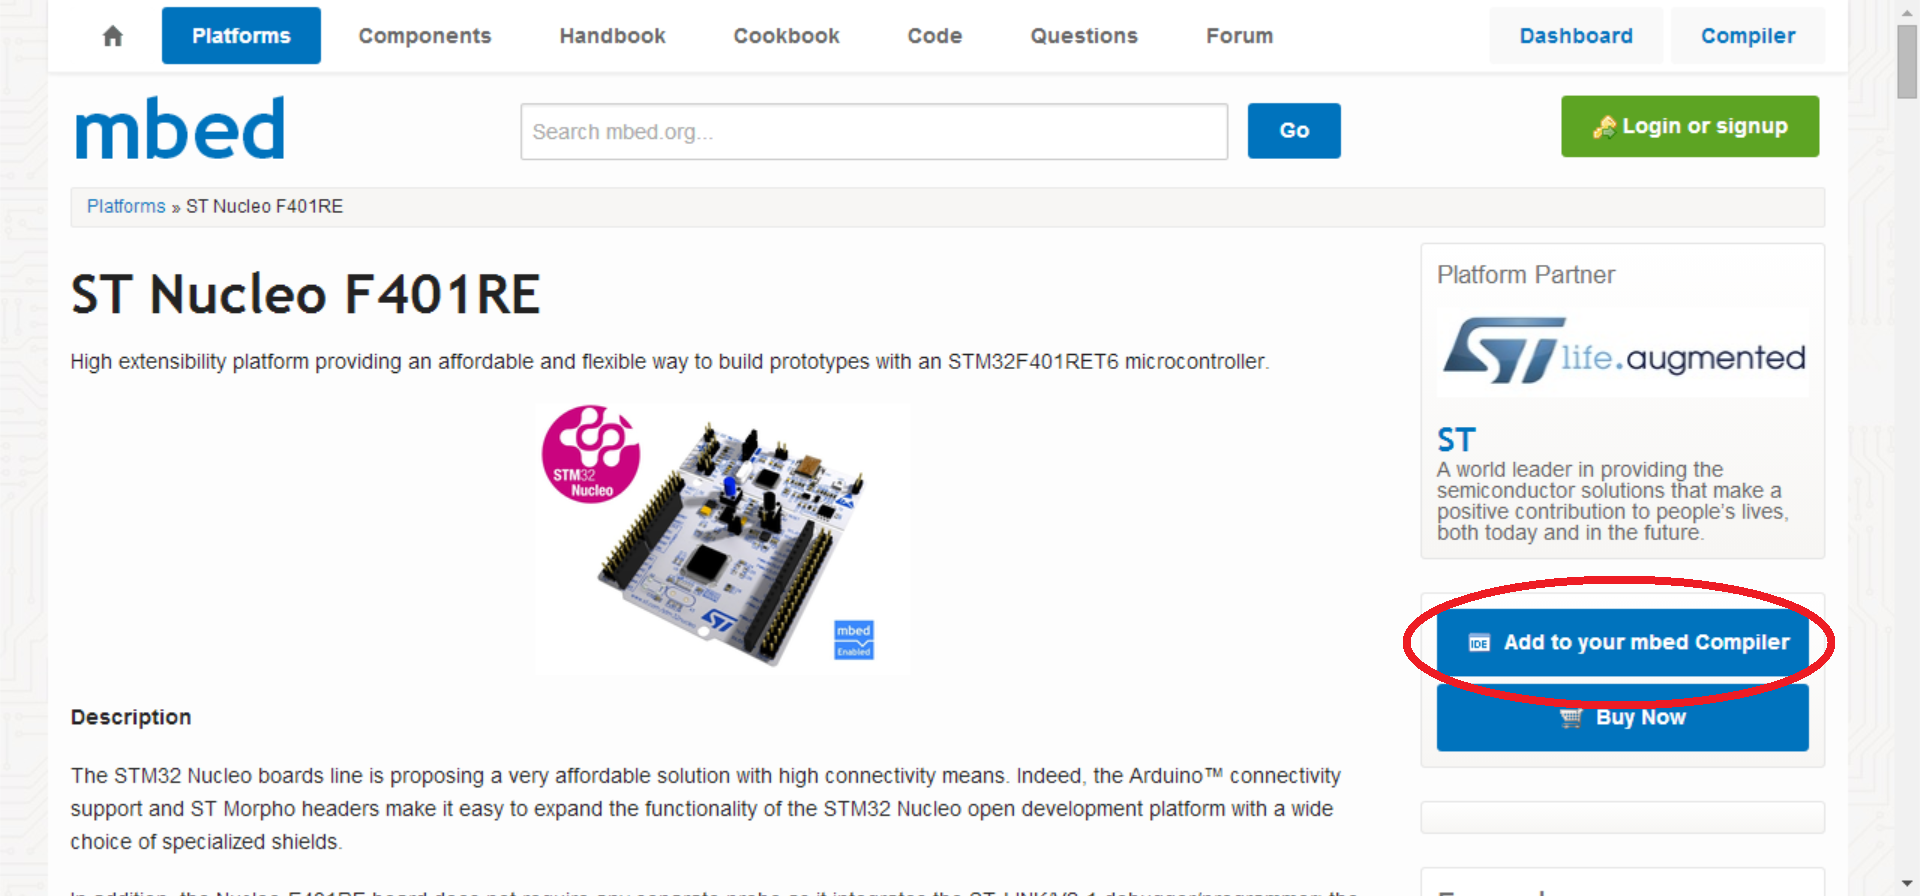 Platforms
Components
Handbook
Cookbook
Code
Questions
Forum
Dashboard
Compiler
mbed
Search mbed.org...
Go
Login or signup
Platforms » ST Nucleo F401RE
ST Nucleo F401RE
High extensibility platform providing an affordable and flexible way to build prototypes with an STM32F401RET6 microcontroller.
STM32
Nucleo
mbed
Enabled
Description
The STM32 Nucleo boards line is proposing a very affordable solution with high connectivity means. Indeed, the Arduino™ connectivity
support and ST Morpho headers make it easy to expand the functionality of the STM32 Nucleo open development platform with a wide
choice of specialized shields.
Platform Partner
ST life.augmented
ST
A world leader in providing the
semiconductor solutions that make a
positive contribution to people's lives,
both today and in the future.
IDE Add to your mbed Compiler
Buy Now